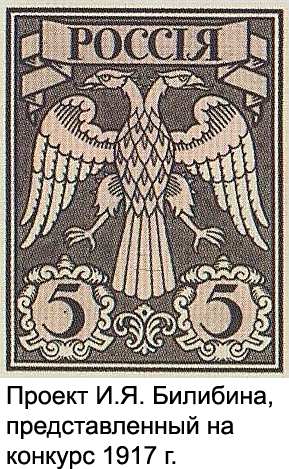 РОССІЯ
5 5
Проект И.Я. Билибина,
представленный на
конкурс 1917 г.